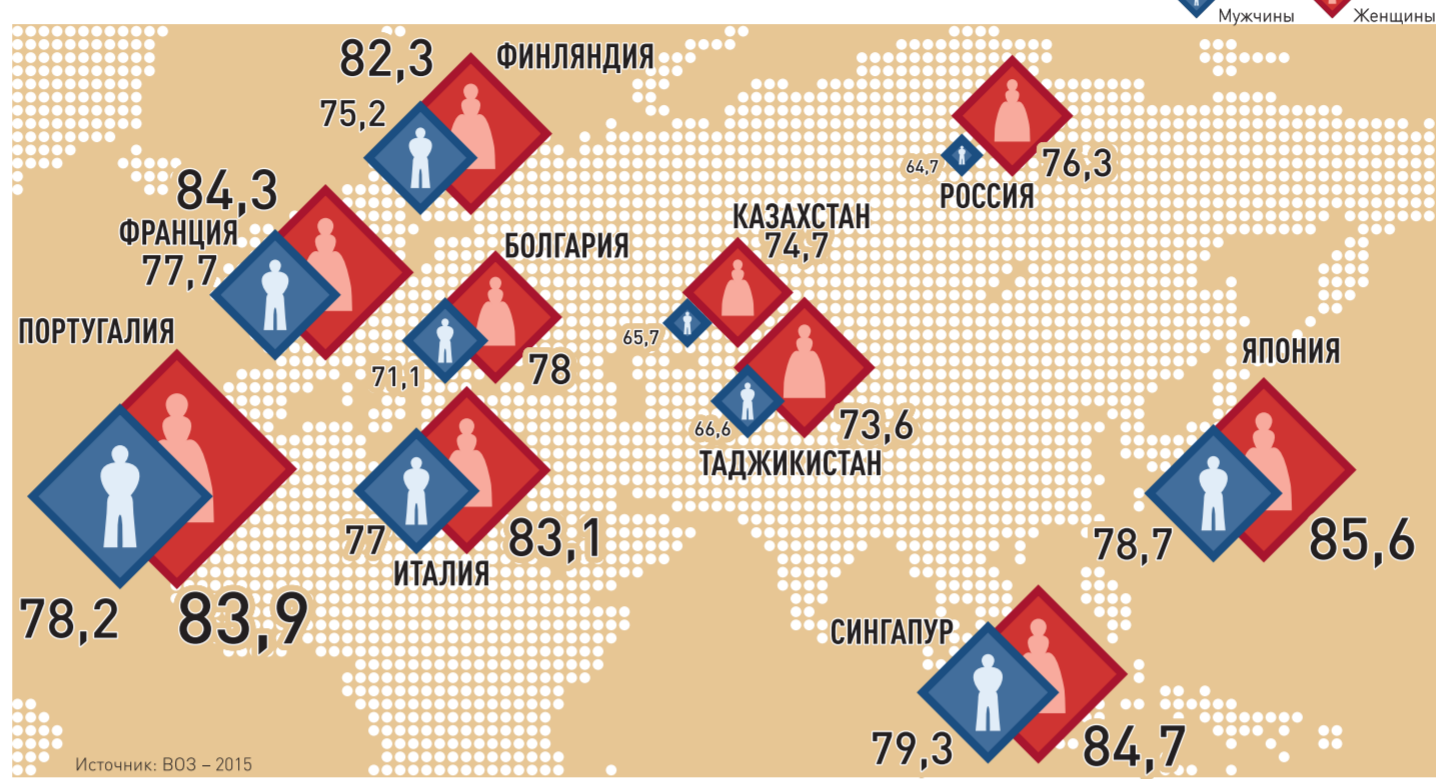 Мужчины
Женщины
82,3
ФИНЛЯНДИЯ
75,2
84,3
ФРАНЦИЯ
77,7
64,7
76,3
РОССИЯ
КАЗАХСТАН
74,7
65,7
БОЛГАРИЯ
71,1
78
ПОРТУГАЛИЯ
78,2
83,9
77
83,1
ИТАЛИЯ
66,6
73,6
ТАДЖИКИСТАН
ЯПОНИЯ
78,7
85,6
СИНГАПУР
79,3
84,7
Источник: ВОЗ – 2015